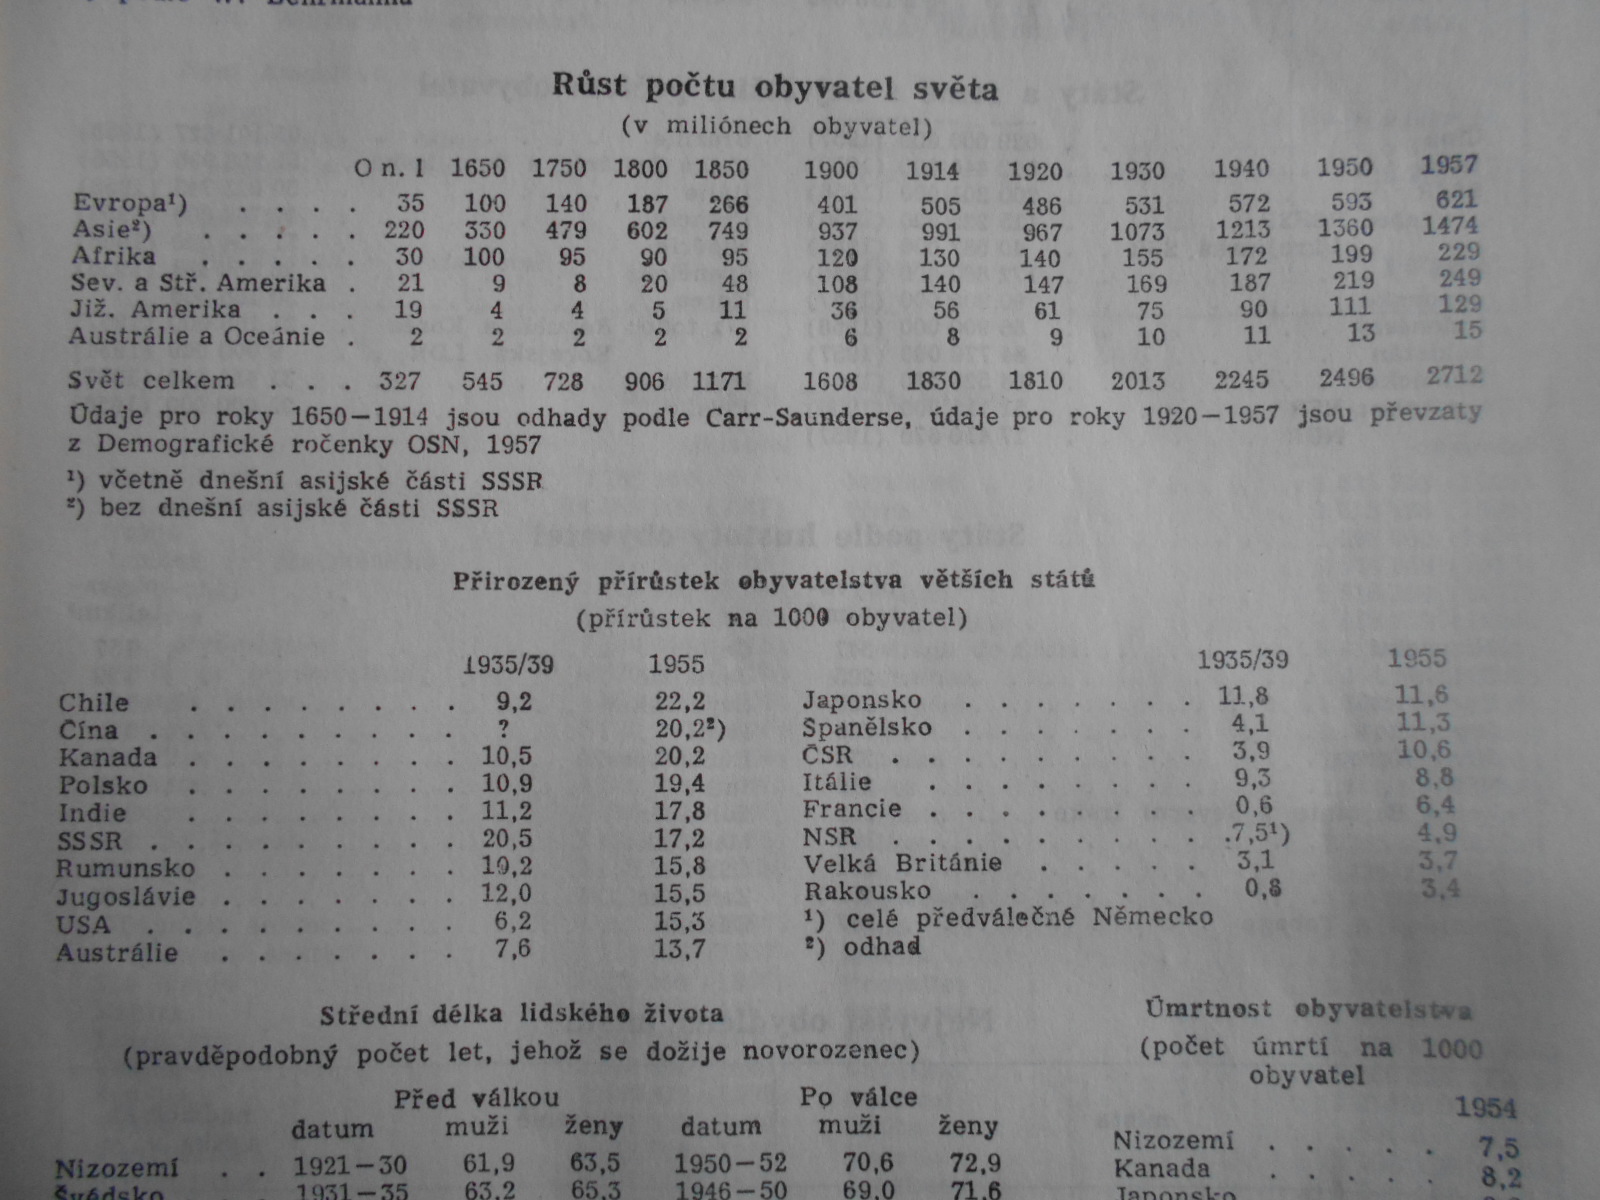 Růst počtu obyvatel světa
(v miliónech obyvatel)
O n. l 1650 1750 1800 1850 1900 1914 1920 1930 1940 1950 1957
Evropa¹) . . . . 35 100 140 187 266 401 505 486 531 572 593 621
Asie²) . . . . . 220 330 479 602 749 937 991 967 1073 1213 1360 1474
Afrika . . . . . 30 100 95 90 95 120 130 140 155 172 199 229
Sev. a Stř. Amerika . 21 9 8 20 48 108 140 147 169 187 219 249
Již. Amerika . . . 19 4 4 5 11 36 56 61 75 90 111 129
Austrálie a Oceánie . 2 2 2 2 2 6 8 9 10 11 13 15
Svět celkem . . . 327 545 728 906 1171 1608 1830 1810 2013 2245 2496 2712
Údaje pro roky 1650—1914 jsou odhady podle Carr-Saunderse, údaje pro roky 1920—1957 jsou převzaty
z Demografické ročenky OSN, 1957
¹) včetně dnešní asijské části SSSR
²) bez dnešní asijské části SSSR
Přirozený přírůstek obyvatelstva větších států
(přírůstek na 1000 obyvatel)
1935/39 1955
Chile . . . . . . . . 9,2 22,2
Čína . . . . . . . . . ? 20,2²)
Kanada . . . . . . . . 10,5 20,2
Polsko . . . . . . . . 10,9 19,4
Indie . . . . . . . . 11,2 17,8
SSSR . . . . . . . . . 20,5 17,2
Rumunsko . . . . . . . 19,2 15,8
Jugoslávie . . . . . . . 12,0 15,5
USA . . . . . . . . . 6,2 15,3
Austrálie . . . . . . . 7,6 13,7
1935/39 1955
Japonsko . . . . . . . 11,8 11,6
Španělsko . . . . . . . 4,1 11,3
ČSR . . . . . . . . . 3,9 10,6
Itálie . . . . . . . . 9,3 8,8
Francie . . . . . . . . 0,6 6,4
NSR . . . . . . . . . .7,5¹) 4,9
Velká Británie . . . . . 3,1 3,7
Rakousko . . . . . . . 0,8 3,4
¹) celé předválečné Německo
²) odhad
Střední délka lidského života
(pravděpodobný počet let, jehož se dožije novorozenec)
Před válkou Po válce
datum muži ženy datum muži ženy
Nizozemí . . 1921—30 61,9 63,5 1950—52 70,6 72,9
Švédsko 1931—35 63,2 65,3 1946—50 69,0 71,6
Úmrtnost obyvatelstva
(počet úmrtí na 1000
obyvatel
1954
Nizozemí . . . . . 7,5
Kanada . . . . . 8,2
Japonsko